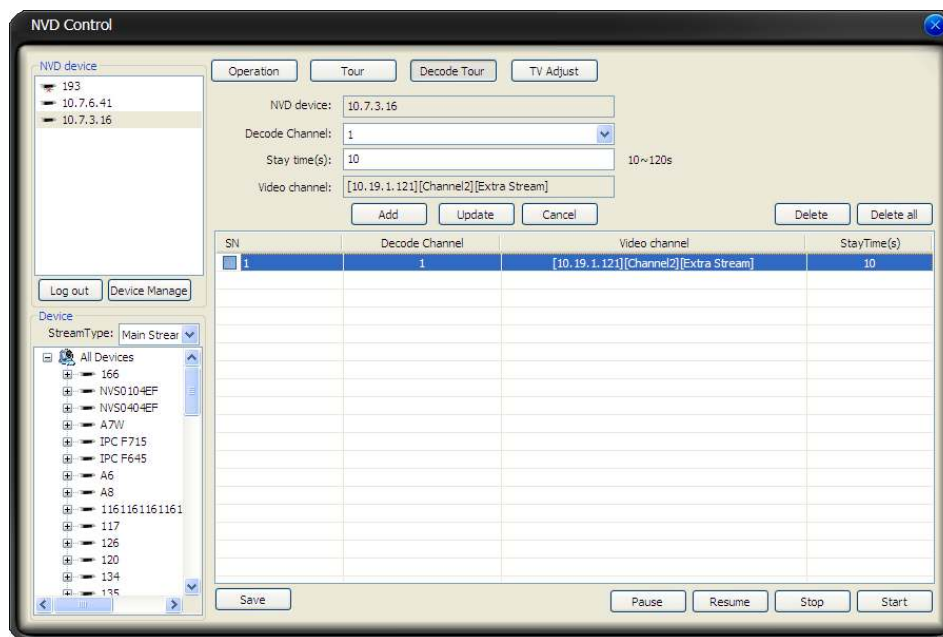 NVD Control
NVD device
193
10.7.6.41
10.7.3.16
Log out Device Manage
Device
StreamType: Main Strear
All Devices
166
NVS0104EF
NVS0404EF
A7W
IPC F715
IPC F645
A6
A8
1161161161161
117
126
120
134
135
Operation Tour Decode Tour TV Adjust
NVD device: 10.7.3.16
Decode Channel: 1
Stay time(s): 10 10~120s
Video channel: [10.19.1.121][Channel2][Extra Stream]
Add Update Cancel Delete Delete all
SN Decode Channel Video channel StayTime(s)
1 1 [10.19.1.121][Channel2][Extra Stream] 10
Save Pause Resume Stop Start